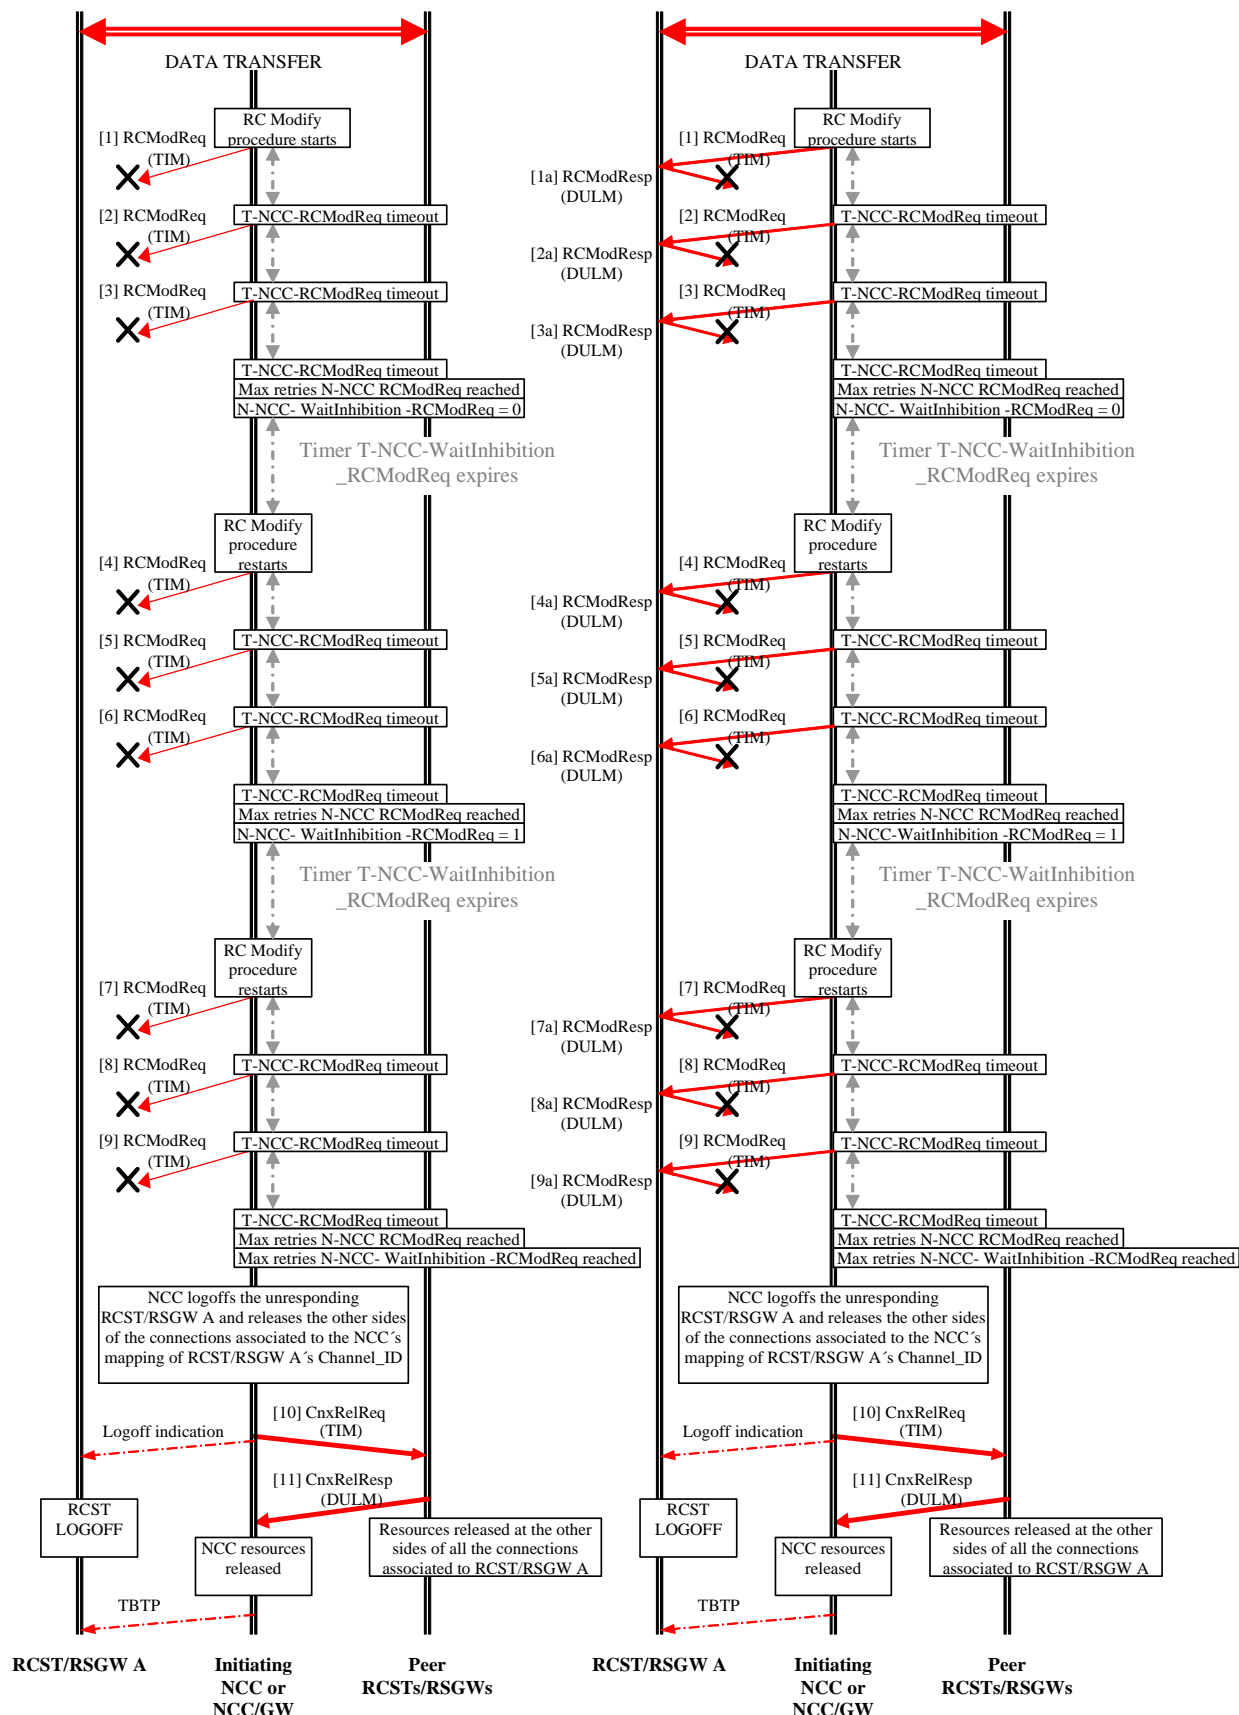 DATA TRANSFER
RC Modify
procedure starts
[1] RCModReq
(TIM)
T-NCC-RCModReq timeout
[2] RCModReq
(TIM)
T-NCC-RCModReq timeout
[3] RCModReq
(TIM)
T-NCC-RCModReq timeout
Max retries N-NCC RCModReq reached
N-NCC- WaitInhibition -RCModReq = 0
Timer T-NCC-WaitInhibition
_RCModReq expires
RC Modify
procedure
restarts
[4] RCModReq
(TIM)
T-NCC-RCModReq timeout
[5] RCModReq
(TIM)
T-NCC-RCModReq timeout
[6] RCModReq
(TIM)
T-NCC-RCModReq timeout
Max retries N-NCC RCModReq reached
N-NCC- WaitInhibition -RCModReq = 1
Timer T-NCC-WaitInhibition
_RCModReq expires
RC Modify
procedure
restarts
[7] RCModReq
(TIM)
T-NCC-RCModReq timeout
[8] RCModReq
(TIM)
T-NCC-RCModReq timeout
[9] RCModReq
(TIM)
T-NCC-RCModReq timeout
Max retries N-NCC RCModReq reached
Max retries N-NCC- WaitInhibition -RCModReq reached
NCC logoffs the unresponding
RCST/RSGW A and releases the other sides
of the connections associated to the NCC´s
mapping of RCST/RSGW A´s Channel_ID
[10] CnxRelReq
(TIM)
Logoff indication
[11] CnxRelResp
(DULM)
RCST
LOGOFF
Resources released at the other
sides of all the connections
associated to RCST/RSGW A
NCC resources
released
TBTP
RCST/RSGW A
Initiating
NCC or
NCC/GW
Peer
RCSTs/RSGWs
DATA TRANSFER
RC Modify
procedure starts
[1] RCModReq
(TIM)
[1a] RCModResp
(DULM)
T-NCC-RCModReq timeout
[2] RCModReq
(TIM)
[2a] RCModResp
(DULM)
T-NCC-RCModReq timeout
[3] RCModReq
(TIM)
[3a] RCModResp
(DULM)
T-NCC-RCModReq timeout
Max retries N-NCC RCModReq reached
N-NCC- WaitInhibition -RCModReq = 0
Timer T-NCC-WaitInhibition
_RCModReq expires
RC Modify
procedure
restarts
[4] RCModReq
(TIM)
[4a] RCModResp
(DULM)
T-NCC-RCModReq timeout
[5] RCModReq
(TIM)
[5a] RCModResp
(DULM)
T-NCC-RCModReq timeout
[6] RCModReq
(TIM)
[6a] RCModResp
(DULM)
T-NCC-RCModReq timeout
Max retries N-NCC RCModReq reached
N-NCC-WaitInhibition -RCModReq = 1
Timer T-NCC-WaitInhibition
_RCModReq expires
RC Modify
procedure
restarts
[7] RCModReq
(TIM)
[7a] RCModResp
(DULM)
T-NCC-RCModReq timeout
[8] RCModReq
(TIM)
[8a] RCModResp
(DULM)
T-NCC-RCModReq timeout
[9] RCModReq
(TIM)
[9a] RCModResp
(DULM)
T-NCC-RCModReq timeout
Max retries N-NCC RCModReq reached
Max retries N-NCC- WaitInhibition -RCModReq reached
NCC logoffs the unresponding
RCST/RSGW A and releases the other sides
of the connections associated to the NCC´s
mapping of RCST/RSGW A´s Channel_ID
[10] CnxRelReq
(TIM)
Logoff indication
[11] CnxRelResp
(DULM)
RCST
LOGOFF
Resources released at the other
sides of all the connections
associated to RCST/RSGW A
NCC resources
released
TBTP
RCST/RSGW A
Initiating
NCC or
NCC/GW
Peer
RCSTs/RSGWs